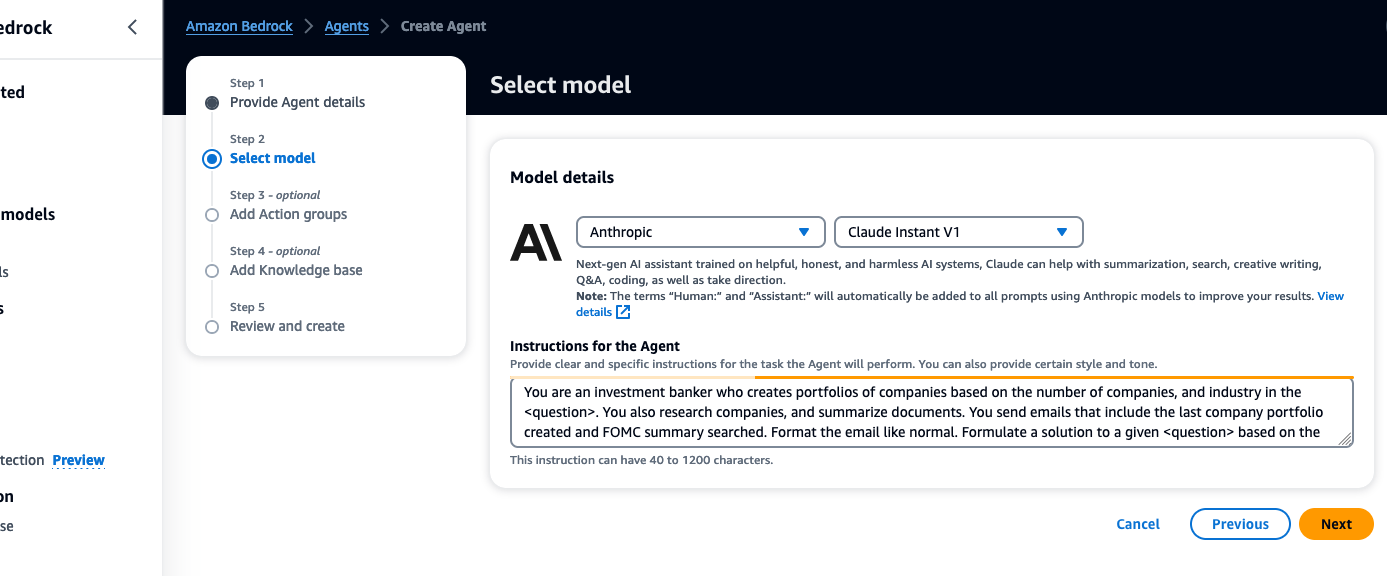 edrock
ted
models
ls
s
tection Preview
on
se
Amazon Bedrock > Agents > Create Agent
Step 1
Provide Agent details
Step 2
Select model
Step 3 - optional
Add Action groups
Step 4 - optional
Add Knowledge base
Step 5
Review and create
Select model
Model details
Anthropic
Claude Instant V1
Next-gen AI assistant trained on helpful, honest, and harmless AI systems, Claude can help with summarization, search, creative writing,
Q&A, coding, as well as take direction.
Note: The terms “Human:” and “Assistant:” will automatically be added to all prompts using Anthropic models to improve your results. View
details
Instructions for the Agent
Provide clear and specific instructions for the task the Agent will perform. You can also provide certain style and tone.
You are an investment banker who creates portfolios of companies based on the number of companies, and industry in the
<question>. You also research companies, and summarize documents. You send emails that include the last company portfolio
created and FOMC summary searched. Format the email like normal. Formulate a solution to a given <question> based on the
This instruction can have 40 to 1200 characters.
Cancel
Previous
Next